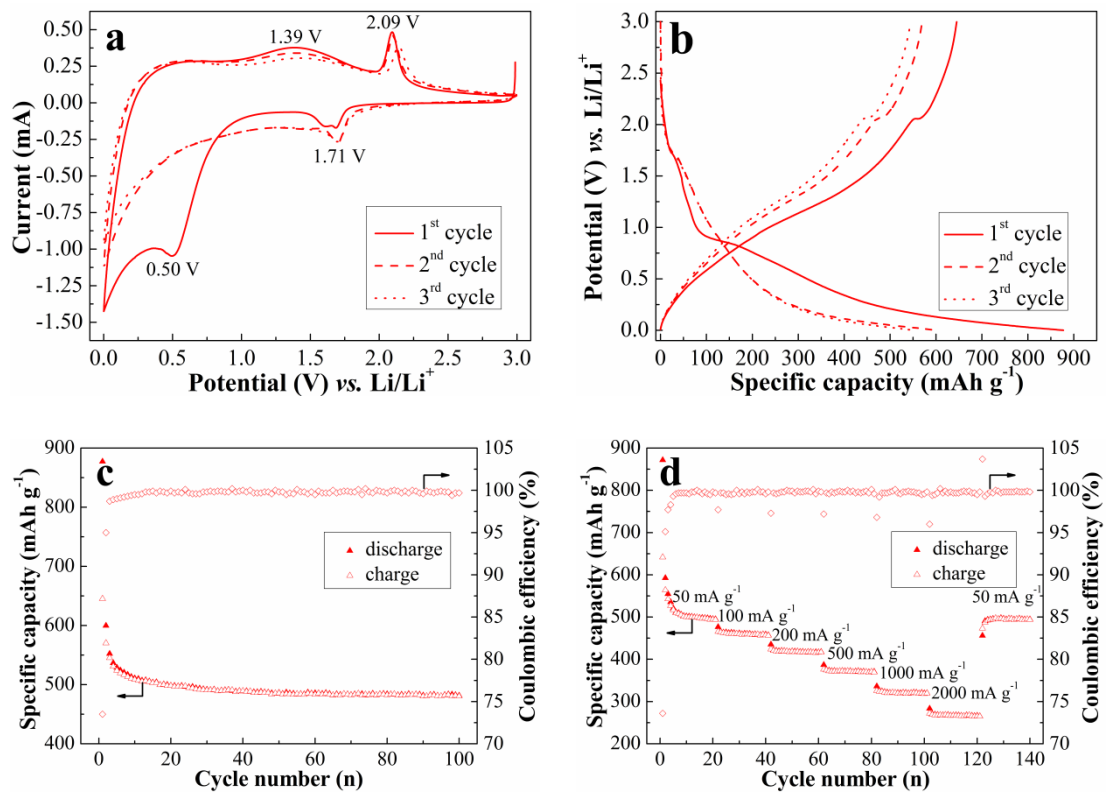 a
0.50
0.25
0.00
-0.25
-0.50
-0.75
-1.00
-1.25
-1.50
Current (mA)
1.39 V
2.09 V
1.71 V
0.50 V
1st cycle
2nd cycle
3rd cycle
0.0 0.5 1.0 1.5 2.0 2.5 3.0
Potential (V) vs. Li/Li+
b
3.0
2.5
2.0
1.5
1.0
0.5
0.0
Potential (V) vs. Li/Li+
1st cycle
2nd cycle
3rd cycle
0 100 200 300 400 500 600 700 800 900
Specific capacity (mAh g-1)
c
900
800
700
600
500
400
Specific capacity (mAh g-1)
discharge
charge
105
100
95
90
85
80
75
70
Coulombic efficiency (%)
0 20 40 60 80 100
Cycle number (n)
d
900
800
700
600
500
400
300
200
Specific capacity (mAh g-1)
discharge
charge
50 mA g-1
100 mA g-1
200 mA g-1
500 mA g-1
1000 mA g-1
2000 mA g-1
50 mA g-1
105
100
95
90
85
80
75
70
Coulombic efficiency (%)
0 20 40 60 80 100 120 140
Cycle number (n)